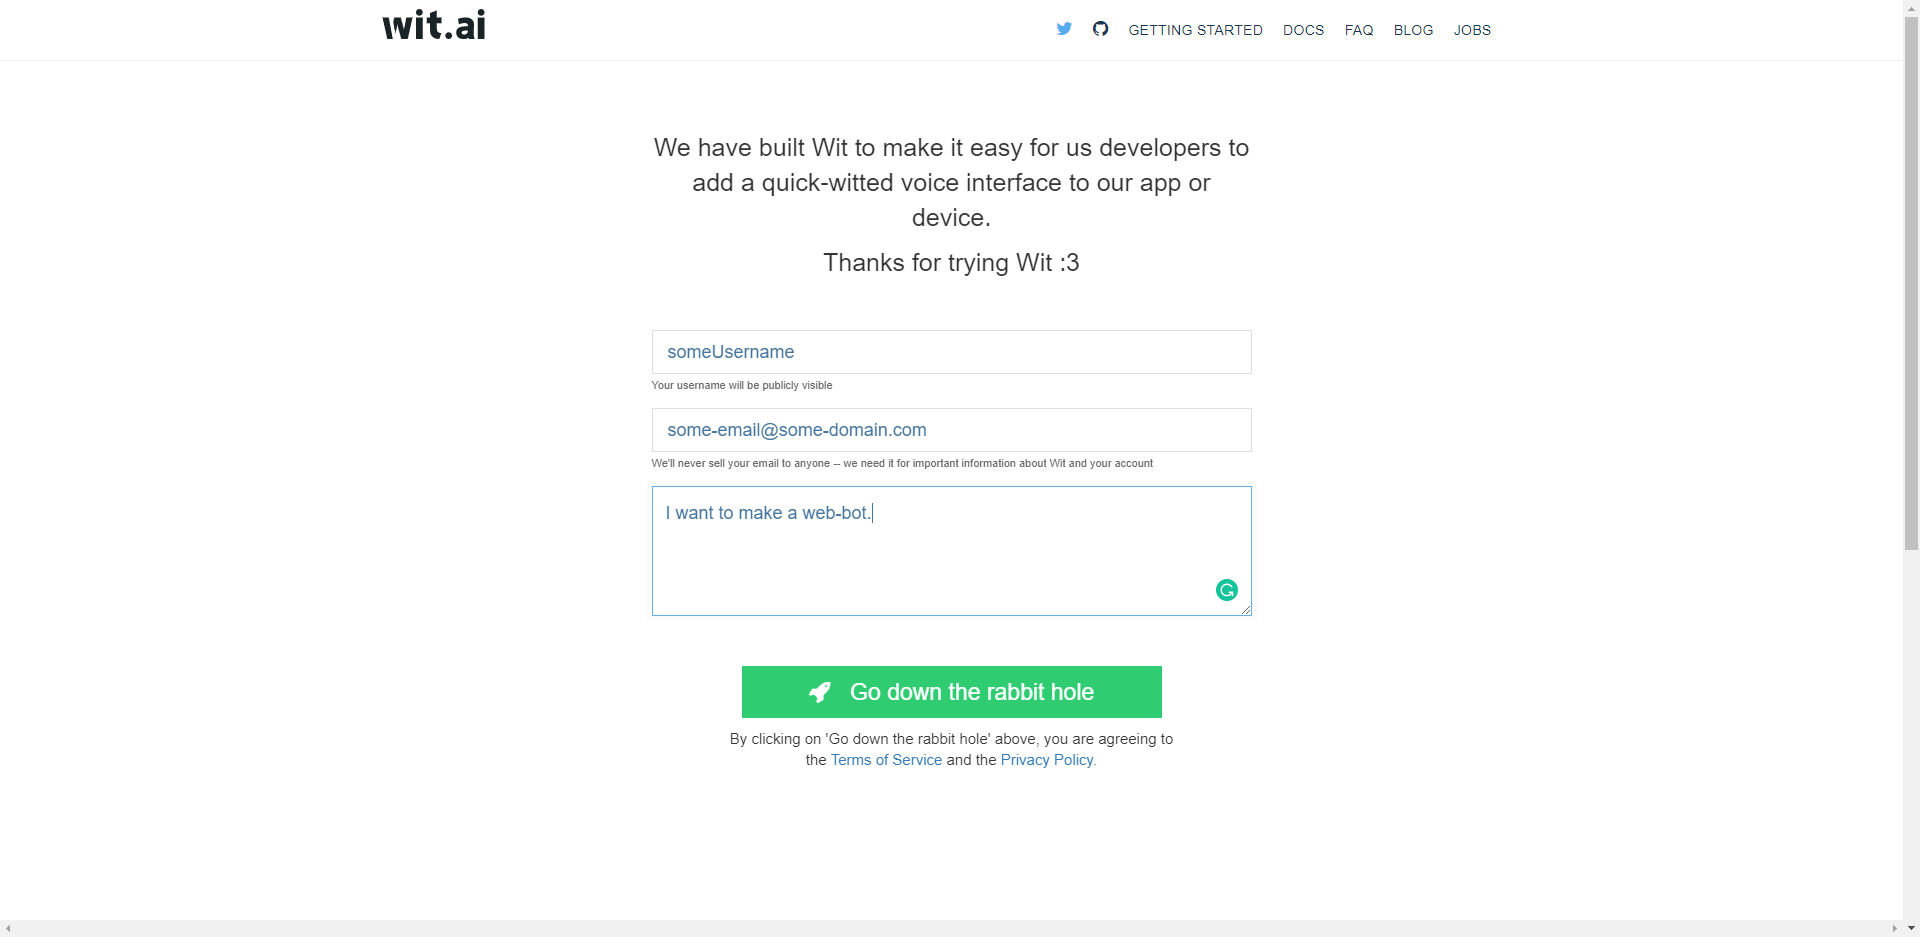 wit.ai
GETTING STARTED DOCS FAQ BLOG JOBS
We have built Wit to make it easy for us developers to
add a quick-witted voice interface to our app or
device.
Thanks for trying Wit :3
someUsername
Your username will be publicly visible
some-email@some-domain.com
We'll never sell your email to anyone -- we need it for important information about Wit and your account
I want to make a web-bot.
Go down the rabbit hole
By clicking on 'Go down the rabbit hole' above, you are agreeing to
the Terms of Service and the Privacy Policy.